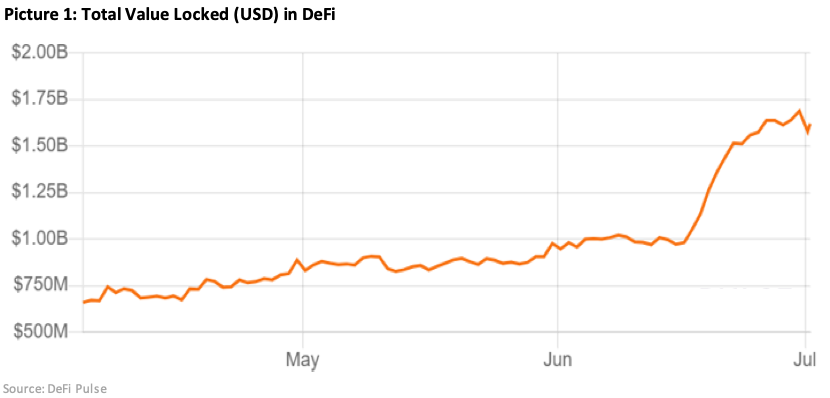 Picture 1: Total Value Locked (USD) in DeFi
$2.00B
$1.75B
$1.50B
$1.25B
$1.00B
$750M
$500M
May Jun Jul
Source: DeFi Pulse